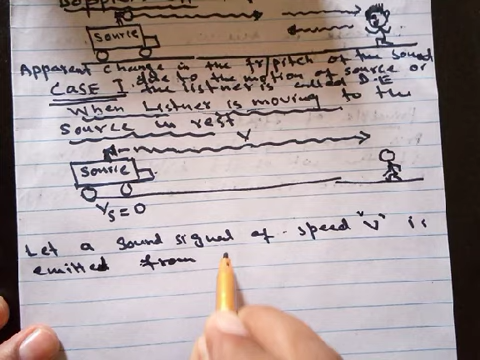 Source
Apparent change in the fr/pitch of the sound
CASE I due to the motion of source or
the listner is called D.E
When Listner is moving to the
source in rest
V
Source
Vs=0
Let a sound signal of speed "v" is
emitted from